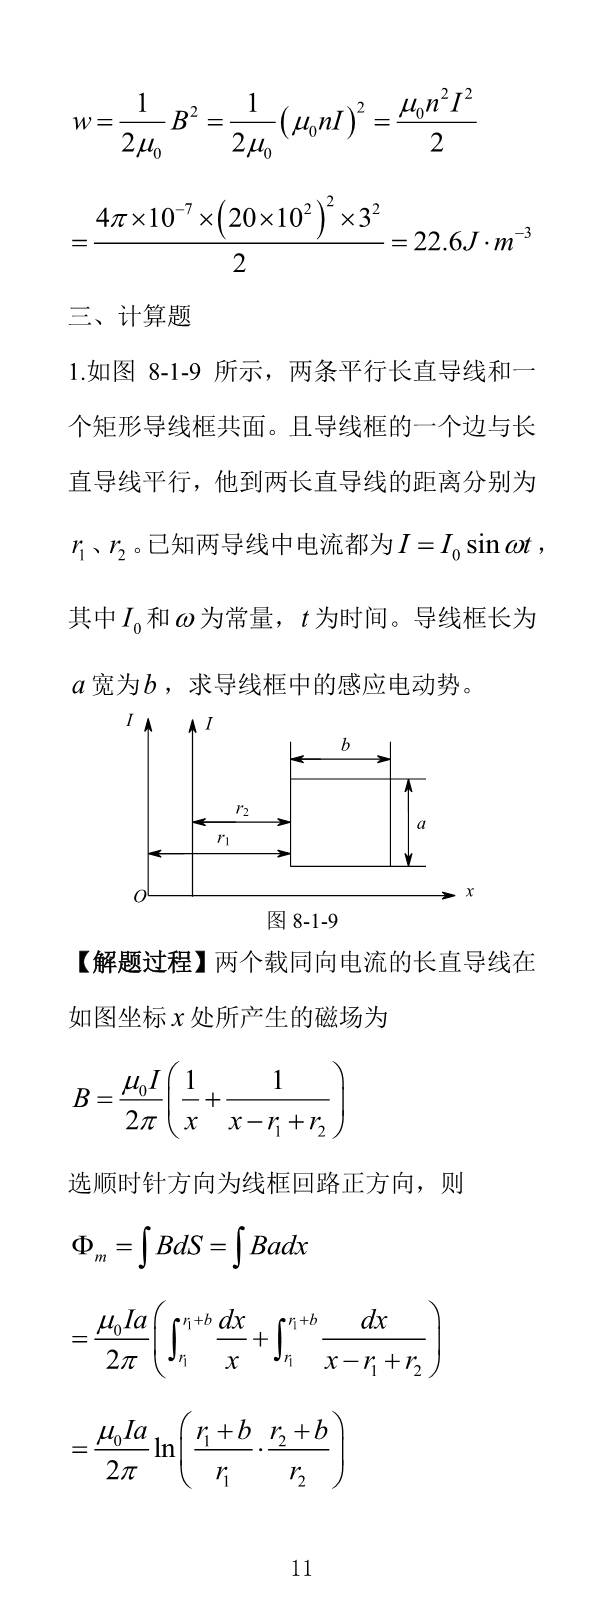 w = \frac{1}{2\mu_0} B^2 = \frac{1}{2\mu_0} (\mu_0 nI)^2 = \frac{\mu_0 n^2 I^2}{2}
= \frac{4\pi \times 10^{-7} \times (20 \times 10^2)^2 \times 3^2}{2} = 22.6 J \cdot m^{-3}
三、计算题
1.如图 8-1-9 所示，两条平行长直导线和一
个矩形导线框共面。且导线框的一个边与长
直导线平行，他到两长直导线的距离分别为
r_1、r_2。已知两导线中电流都为 I = I_0 \sin \omega t，
其中 I_0 和 \omega 为常量，t 为时间。导线框长为
a 宽为 b，求导线框中的感应电动势。
I
I
b
r_2
a
r_1
O
x
图 8-1-9
【解题过程】两个载同向电流的长直导线在
如图坐标 x 处所产生的磁场为
B = \frac{\mu_0 I}{2\pi} \left( \frac{1}{x} + \frac{1}{x - r_1 + r_2} \right)
选顺时针方向为线框回路正方向，则
\Phi_m = \int BdS = \int Badx
= \frac{\mu_0 Ia}{2\pi} \left( \int_{r_1}^{r_1+b} \frac{dx}{x} + \int_{r_1}^{r_1+b} \frac{dx}{x - r_1 + r_2} \right)
= \frac{\mu_0 Ia}{2\pi} \ln \left( \frac{r_1 + b}{r_1} \cdot \frac{r_2 + b}{r_2} \right)
11